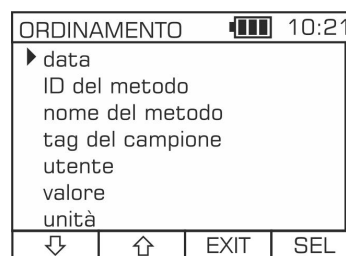 ORDINAMENTO 10:21
data
ID del metodo
nome del metodo
tag del campione
utente
valore
unità
EXIT SEL